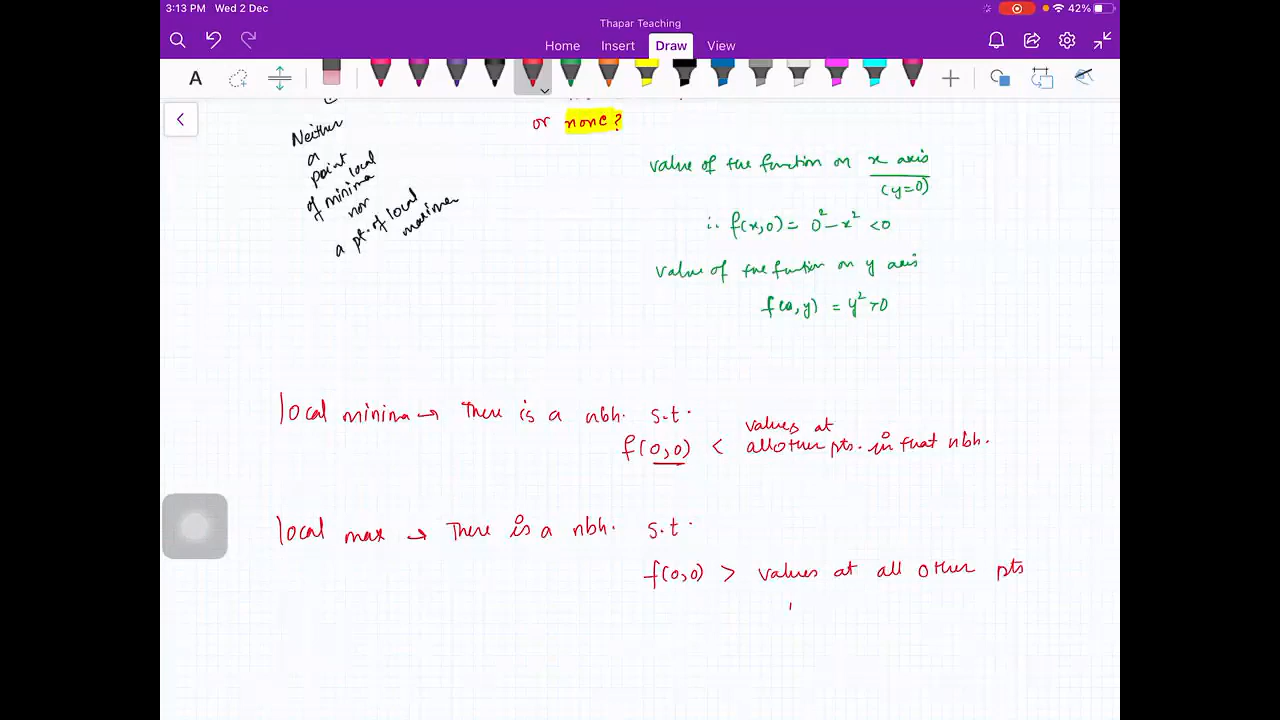 3:13 PM Wed 2 Dec
42%
Thapar Teaching
Home Insert Draw View
A
or none?
Neither
a
point
of local
minima
nor
a pt. of local
maxima
value of the function on x axis
(y=0)
∴ f(x,0) = 0² - x² <0
value of the function on y axis
f(0,y) = y² >0
local minima → There is a nbh. s.t.
f(0,0) < values at
all other pts. in that nbh.
local max → There is a nbh. s.t.
f(0,0) > values at all other pts